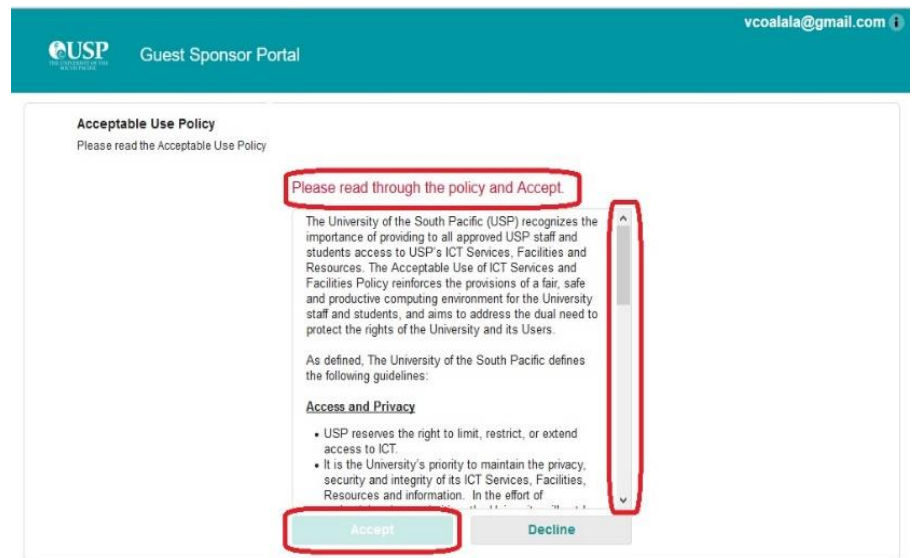 vcoalala@gmail.com
USP
THE UNIVERSITY OF THE
SOUTH PACIFIC
Guest Sponsor Portal
Acceptable Use Policy
Please read the Acceptable Use Policy
Please read through the policy and Accept.
The University of the South Pacific (USP) recognizes the
importance of providing to all approved USP staff and
students access to USP's ICT Services, Facilities and
Resources. The Acceptable Use of ICT Services and
Facilities Policy reinforces the provisions of a fair, safe
and productive computing environment for the University
staff and students, and aims to address the dual need to
protect the rights of the University and its Users.
As defined, The University of the South Pacific defines
the following guidelines:
Access and Privacy
• USP reserves the right to limit, restrict, or extend
access to ICT.
• It is the University's priority to maintain the privacy,
security and integrity of its ICT Services, Facilities,
Resources and information. In the effort of
Accept
Decline